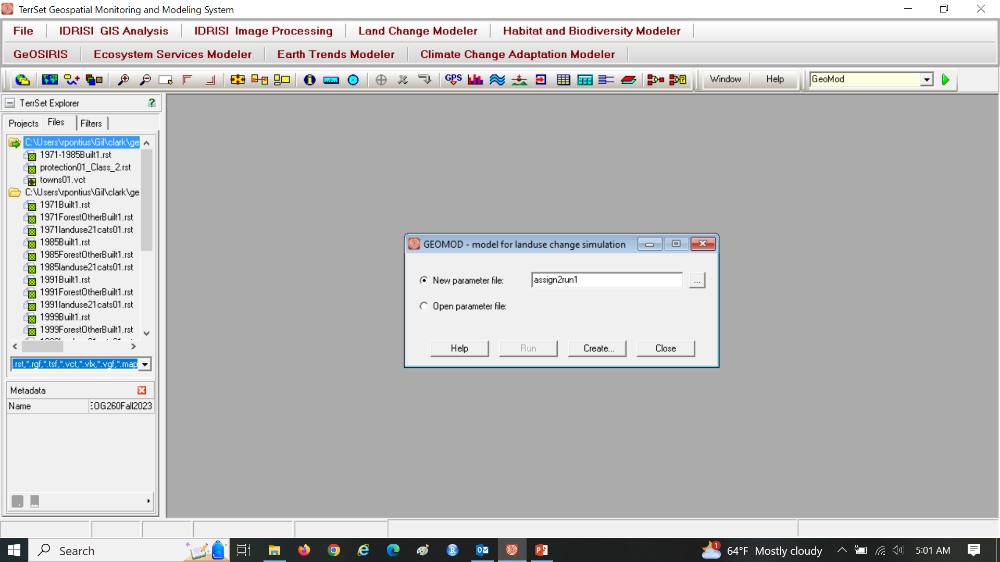 TerrSet Geospatial Monitoring and Modeling System
File IDRISI GIS Analysis IDRISI Image Processing Land Change Modeler Habitat and Biodiversity Modeler
GeOSIRIS Ecosystem Services Modeler Earth Trends Modeler Climate Change Adaptation Modeler
GPS Window Help GeoMod
TerrSet Explorer ?
Projects Files Filters
C:\Users\rpontius\Gil\clark\ge
1971-1985Built1.rst
protection01_Class_2.rst
towns01.vct
C:\Users\rpontius\Gil\clark\ge
1971Built1.rst
1971ForestOtherBuilt1.rst
1971landuse21cats01.rst
1985Built1.rst
1985ForestOtherBuilt1.rst
1985landuse21cats01.rst
1991Built1.rst
1991ForestOtherBuilt1.rst
1991landuse21cats01.rst
1999Built1.rst
1999ForestOtherBuilt1.rst
.rst,*.rgf,*.tsf,*.vct,*.vlx,*.vgf,*.map
Metadata
Name EOG260Fall2023
GEOMOD - model for landuse change simulation
New parameter file: assign2run1 ...
Open parameter file:
Help Run Create... Close
Search 1 64°F Mostly cloudy 5:01 AM